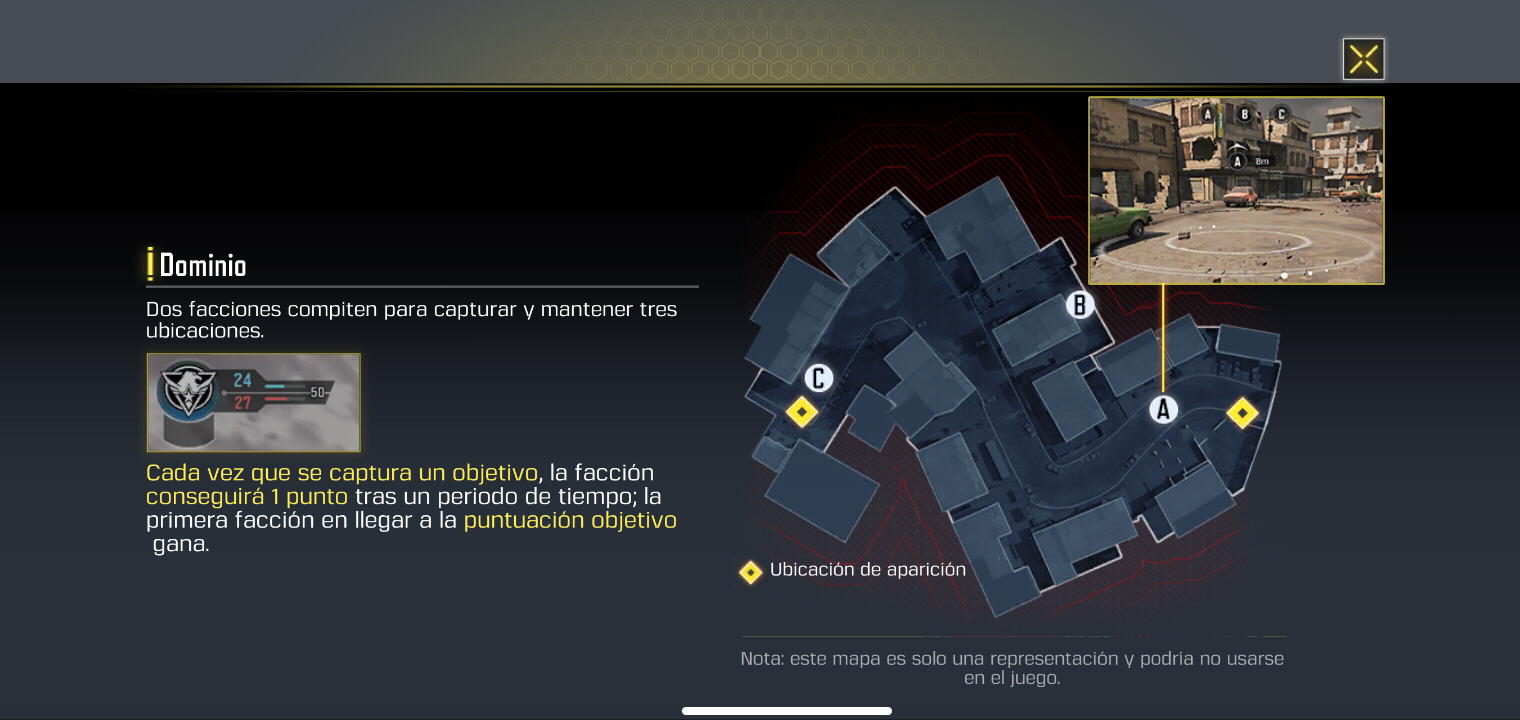 Dominio
Dos facciones compiten para capturar y mantener tres
ubicaciones.
24
50
27
Cada vez que se captura un objetivo, la facción
conseguirá 1 punto tras un periodo de tiempo; la
primera facción en llegar a la puntuación objetivo
gana.
A B C
A 8m
B
C
A
Ubicación de aparición
Nota: este mapa es solo una representación y podría no usarse
en el juego.